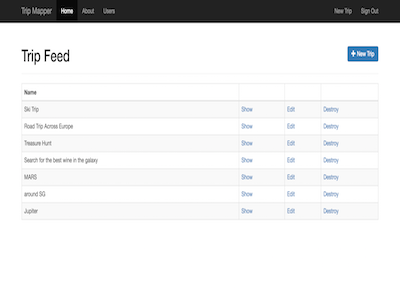 Trip Mapper Home About Users New Trip Sign Out
Trip Feed + New Trip
Name
Ski Trip Show Edit Destroy
Road Trip Across Europe Show Edit Destroy
Treasure Hunt Show Edit Destroy
Search for the best wine in the galaxy Show Edit Destroy
MARS Show Edit Destroy
around SG Show Edit Destroy
Jupiter Show Edit Destroy